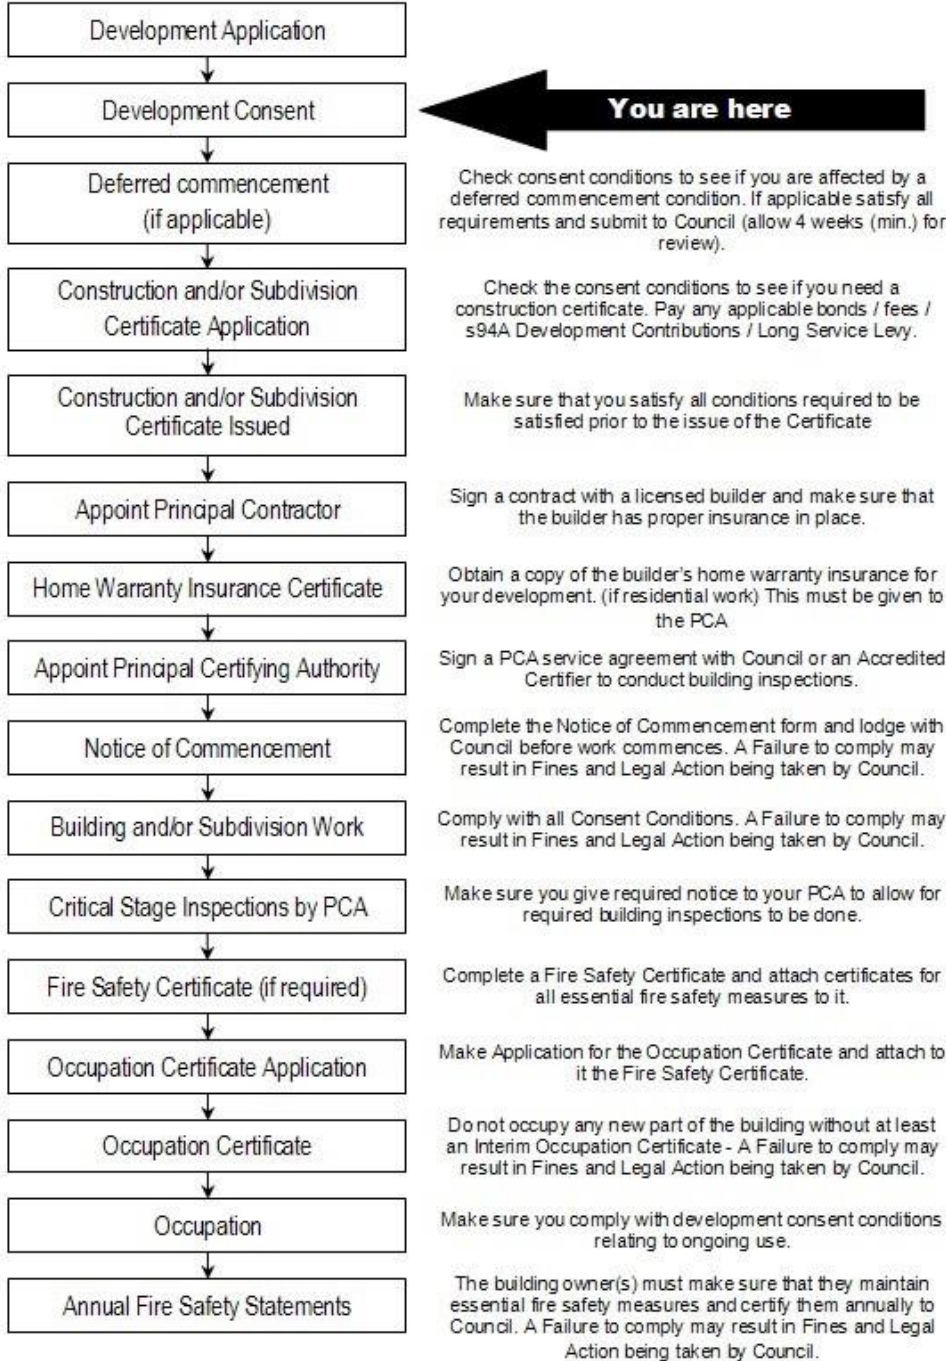 Development Application
Development Consent
You are here
Deferred commencement
(if applicable)
Check consent conditions to see if you are affected by a
deferred commencement condition. If applicable satisfy all
requirements and submit to Council (allow 4 weeks (min.) for
review).
Construction and/or Subdivision
Certificate Application
Check the consent conditions to see if you need a
construction certificate. Pay any applicable bonds / fees /
s94A Development Contributions / Long Service Levy.
Construction and/or Subdivision
Certificate Issued
Make sure that you satisfy all conditions required to be
satisfied prior to the issue of the Certificate
Appoint Principal Contractor
Sign a contract with a licensed builder and make sure that
the builder has proper insurance in place.
Home Warranty Insurance Certificate
Obtain a copy of the builder's home warranty insurance for
your development. (if residential work) This must be given to
the PCA
Appoint Principal Certifying Authority
Sign a PCA service agreement with Council or an Accredited
Certifier to conduct building inspections.
Notice of Commencement
Complete the Notice of Commencement form and lodge with
Council before work commences. A Failure to comply may
result in Fines and Legal Action being taken by Council.
Building and/or Subdivision Work
Comply with all Consent Conditions. A Failure to comply may
result in Fines and Legal Action being taken by Council.
Critical Stage Inspections by PCA
Make sure you give required notice to your PCA to allow for
required building inspections to be done.
Fire Safety Certificate (if required)
Complete a Fire Safety Certificate and attach certificates for
all essential fire safety measures to it.
Occupation Certificate Application
Make Application for the Occupation Certificate and attach to
it the Fire Safety Certificate.
Occupation Certificate
Do not occupy any new part of the building without at least
an Interim Occupation Certificate - A Failure to comply may
result in Fines and Legal Action being taken by Council.
Occupation
Make sure you comply with development consent conditions
relating to ongoing use.
Annual Fire Safety Statements
The building owner(s) must make sure that they maintain
essential fire safety measures and certify them annually to
Council. A Failure to comply may result in Fines and Legal
Action being taken by Council.